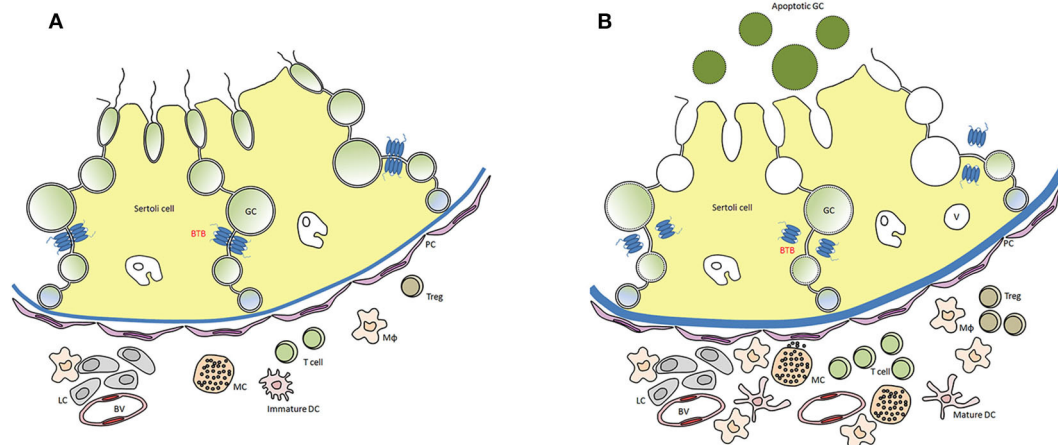 A
Sertoli cell
GC
BTB
PC
Treg
Mϕ
T cell
MC
Immature DC
LC
BV
B
Apoptotic GC
Sertoli cell
GC
BTB
V
PC
Treg
Mϕ
T cell
MC
Mature DC
LC
BV